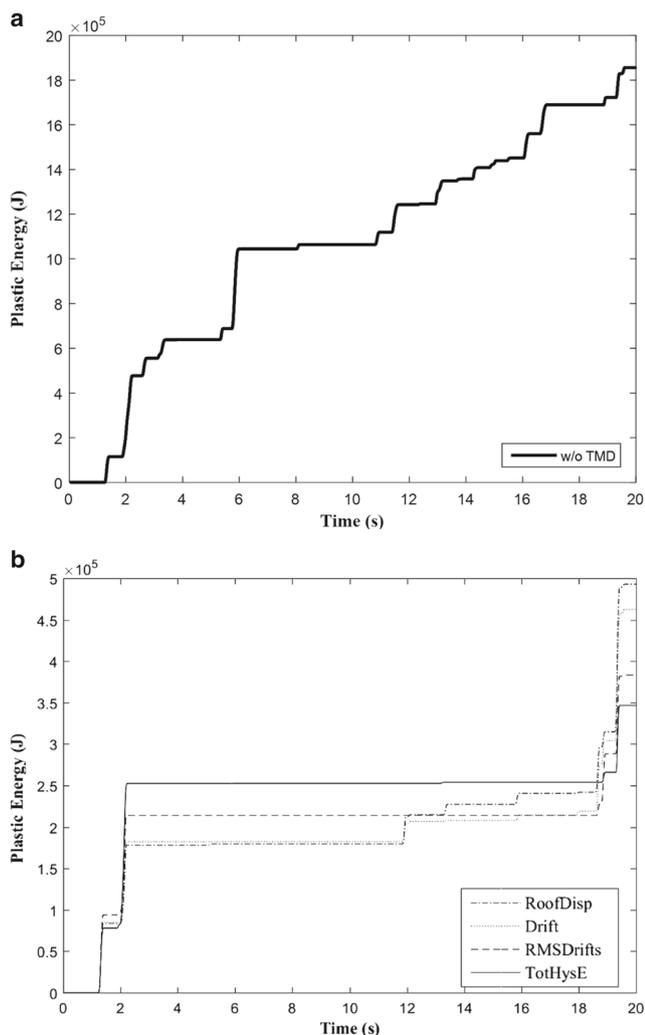 a
×10⁵
20
18
16
14
12
10
8
6
4
2
0
Plastic Energy (J)
w/o TMD
0 2 4 6 8 10 12 14 16 18 20
Time (s)
b
×10⁵
5
4.5
4
3.5
3
2.5
2
1.5
1
0.5
0
Plastic Energy (J)
RoofDisp
Drift
RMSDrifts
TotHysE
0 2 4 6 8 10 12 14 16 18 20
Time (s)